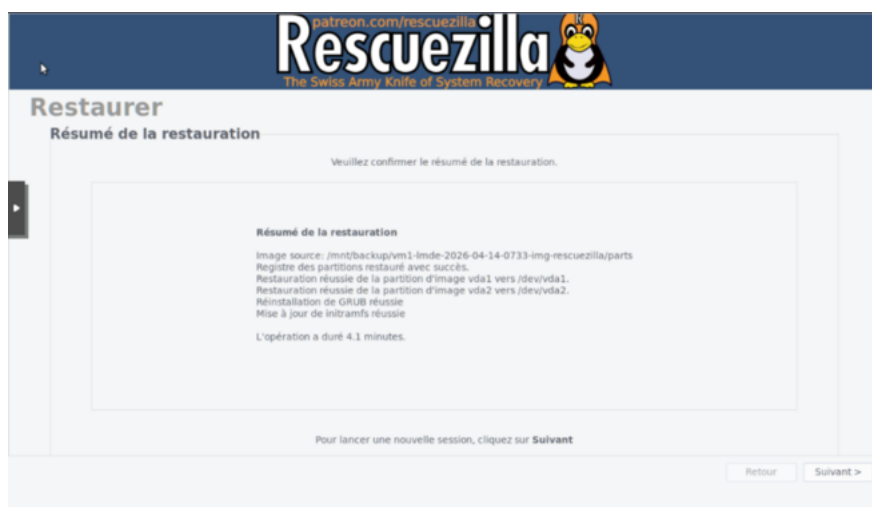 patreon.com/rescuezilla
Rescuezilla
The Swiss Army Knife of System Recovery
Restaurer
Résumé de la restauration
Veuillez confirmer le résumé de la restauration.
Résumé de la restauration
Image source: /mnt/backup/vm1-lmde-2026-04-14-0733-img-rescuezilla/parts
Registre des partitions restauré avec succès.
Restauration réussie de la partition d'image vda1 vers /dev/vda1.
Restauration réussie de la partition d'image vda2 vers /dev/vda2.
Réinstallation de GRUB réussie
Mise à jour de initramfs réussie
L'opération a duré 4.1 minutes.
Pour lancer une nouvelle session, cliquez sur Suivant
Retour
Suivant >